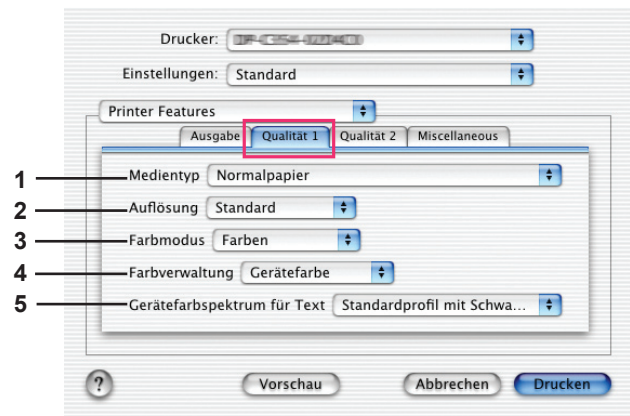 Drucker:
Einstellungen: Standard
Printer Features
Ausgabe Qualität 1 Qualität 2 Miscellaneous
1 Medientyp Normalpapier
2 Auflösung Standard
3 Farbmodus Farben
4 Farbverwaltung Gerätefarbe
5 Gerätefarbspektrum für Text Standardprofil mit Schwa...
? Vorschau Abbrechen Drucken